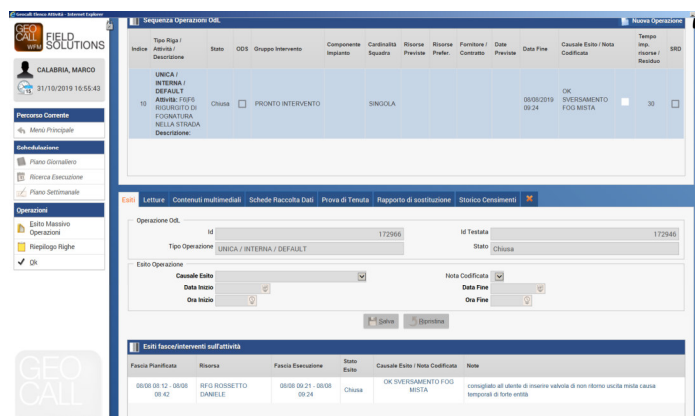 Geocall Elenco Attività - Internet Explorer
GEO
CALL
WFM
FIELD
SOLUTIONS
CALABRIA, MARCO
31/10/2019 16:55:43
Percorso Corrente
Menù Principale
Schedulazione
Piano Giornaliero
Ricerca Esecuzione
Piano Settimanale
Operazioni
Esito Massivo
Operazioni
Riepilogo Righe
Ok
GEO
CALL
Sequenza Operazioni OdL
Nuova Operazione
Indice
Tipo Riga /
Attività /
Descrizione
Stato
ODS
Gruppo Intervento
Componente
Impianto
Cardinalità
Squadra
Risorse
Previste
Risorse
Prefer.
Fornitore /
Contratto
Date
Previste
Data Fine
Causale Esito / Nota
Codificata
Tempo
imp.
risorsa /
Residuo
SRD
10
UNICA /
INTERNA /
DEFAULT
Attività: F0|F0
RIGURGITO DI
FOGNATURA
NELLA STRADA
Descrizione:
Chiusa
PRONTO INTERVENTO
SINGOLA
08/08/2019
09:24
OK
SVERSAMENTO
FOG MISTA
30
Esiti Letture Contenuti multimediali Schede Raccolta Dati Prova di Tenuta Rapporto di sostituzione Storico Censimenti
Operazione OdL
Id 172966 Id Testata 172946
Tipo Operazione UNICA / INTERNA / DEFAULT Stato Chiusa
Esito Operazione
Causale Esito Nota Codificata
Data Inizio Data Fine
Ora Inizio Ora Fine
Salva Ripristina
Esiti fasce/interventi sull'attività
Fascia Pianificata
Risorsa
Fascia Esecuzione
Stato
Esito
Causale Esito / Nota Codificata
Note
08/08 08:12 - 08/08
08:42
RFO ROSSETTO
DANIELE
08/08 09:21 - 08/08
09:24
Chiusa
OK SVERSAMENTO FOG
MISTA
consigliato all utente di inserire valvola di non ritorno uscita mista causa
temporali di forte entità